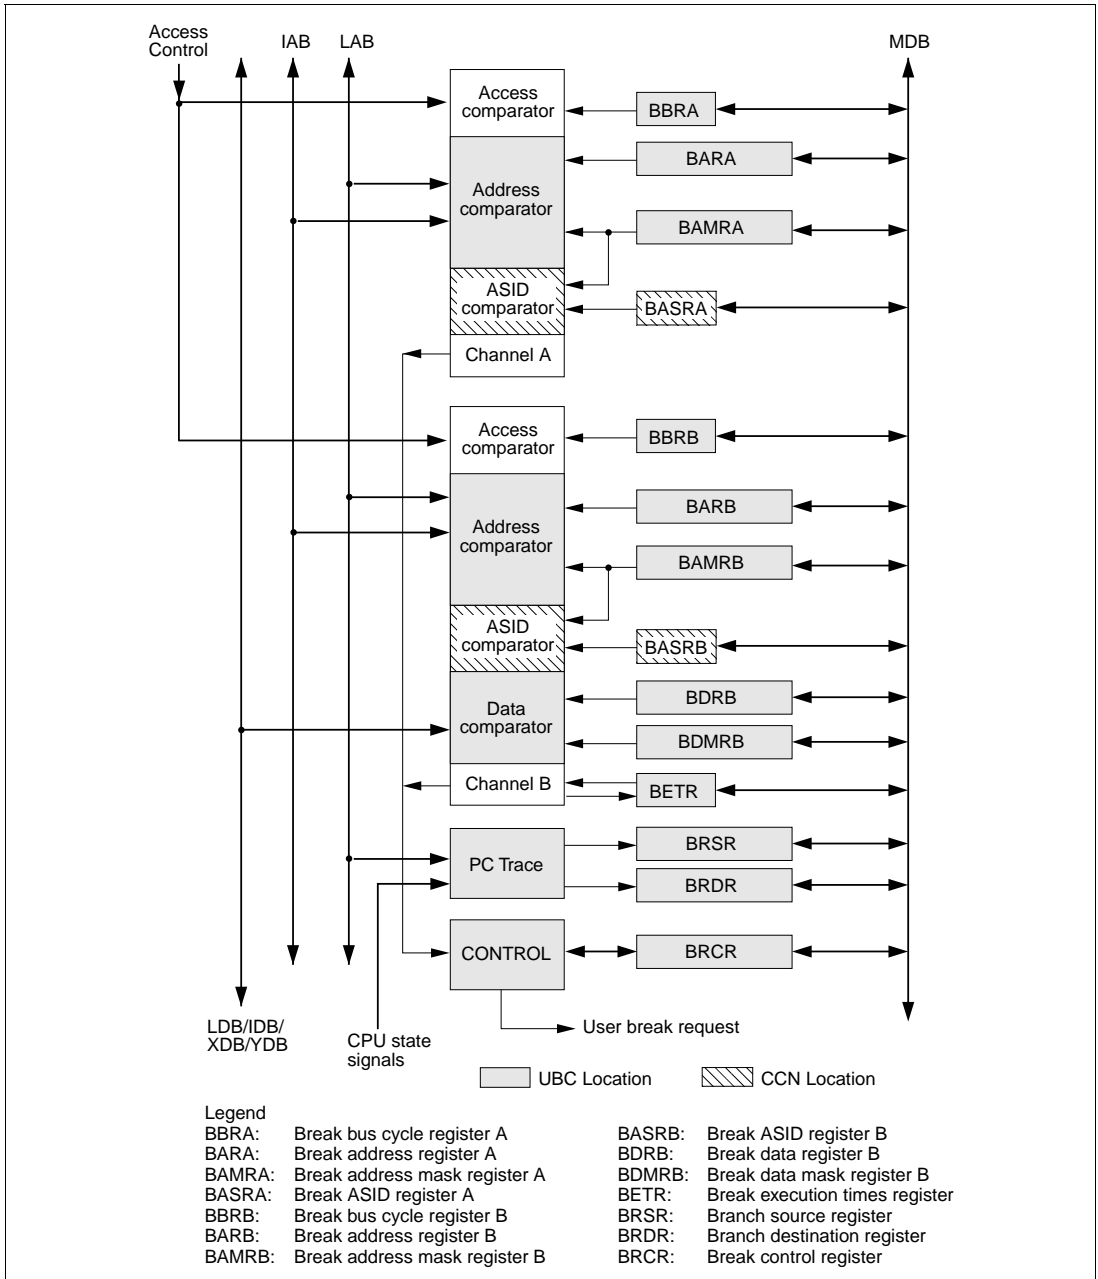 Access
Control
IAB
LAB
MDB
Access
comparator
BBRA
BARA
Address
comparator
BAMRA
ASID
comparator
BASRA
Channel A
Access
comparator
BBRB
BARB
Address
comparator
BAMRB
ASID
comparator
BASRB
BDRB
Data
comparator
BDMRB
Channel B
BETR
BRSR
PC Trace
BRDR
CONTROL
BRCR
LDB/IDB/
XDB/YDB
CPU state
signals
User break request
UBC Location
CCN Location
Legend
BBRA: Break bus cycle register A
BARA: Break address register A
BAMRA: Break address mask register A
BASRA: Break ASID register A
BBRB: Break bus cycle register B
BARB: Break address register B
BAMRB: Break address mask register B
BASRB: Break ASID register B
BDRB: Break data register B
BDMRB: Break data mask register B
BETR: Break execution times register
BRSR: Branch source register
BRDR: Branch destination register
BRCR: Break control register